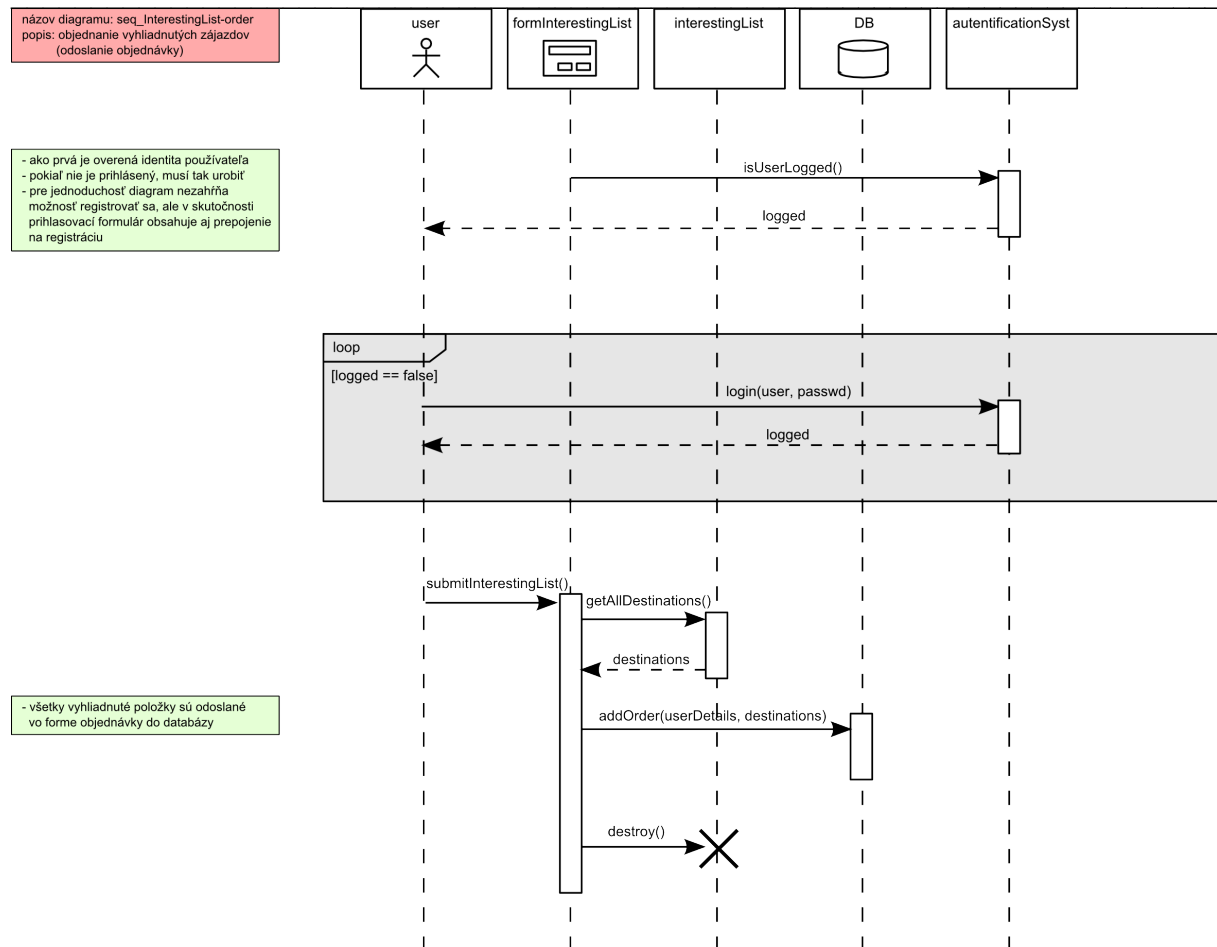 názov diagramu: seq_InterestingList-order
popis: objednanie vyhliadnutých zájazdov
(odoslanie objednávky)
user
formInterestingList
interestingList
DB
autentificationSyst
- ako prvá je overená identita používateľa
- pokiaľ nie je prihlásený, musí tak urobiť
- pre jednoduchosť diagram nezahŕňa
možnosť registrovať sa, ale v skutočnosti
prihlasovací formulár obsahuje aj prepojenie
na registráciu
isUserLogged()
logged
loop
[logged == false]
login(user, passwd)
logged
submitInterestingList()
getAllDestinations()
destinations
- všetky vyhliadnuté položky sú odoslané
vo forme objednávky do databázy
addOrder(userDetails, destinations)
destroy()